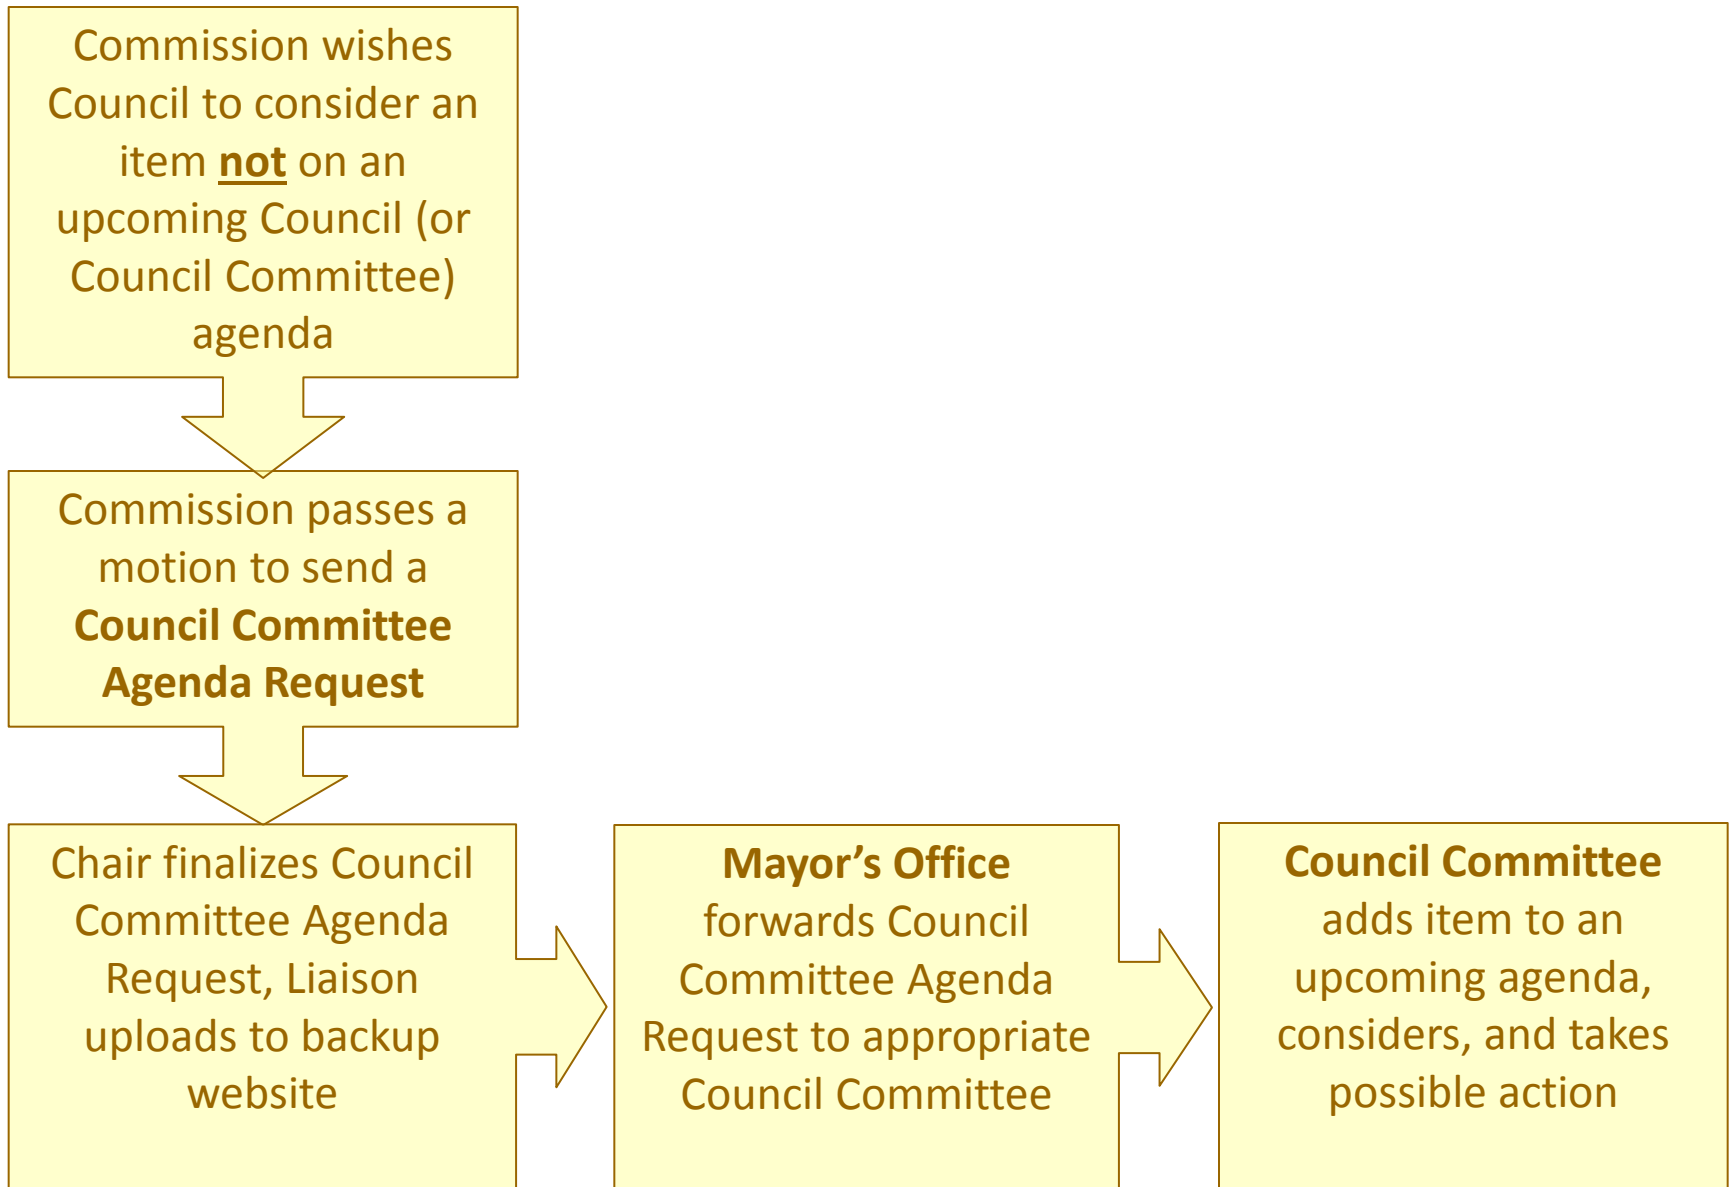 Commission wishes
Council to consider an
item not on an
upcoming Council (or
Council Committee)
agenda
Commission passes a
motion to send a
Council Committee
Agenda Request
Chair finalizes Council
Committee Agenda
Request, Liaison
uploads to backup
website
Mayor’s Office
forwards Council
Committee Agenda
Request to appropriate
Council Committee
Council Committee
adds item to an
upcoming agenda,
considers, and takes
possible action